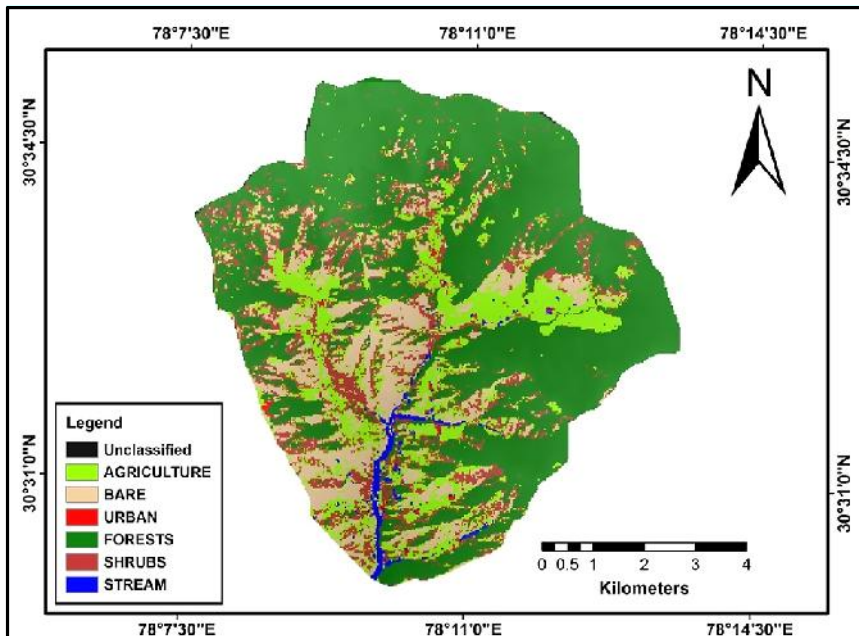 78°7'30"E 78°11'0"E 78°14'30"E
N
30°34'30"N
30°34'30"N
Legend
Unclassified
AGRICULTURE
BARE
URBAN
FORESTS
SHRUBS
STREAM
30°31'0"N
30°31'0"N
0 0.5 1 2 3 4
Kilometers
78°7'30"E 78°11'0"E 78°14'30"E